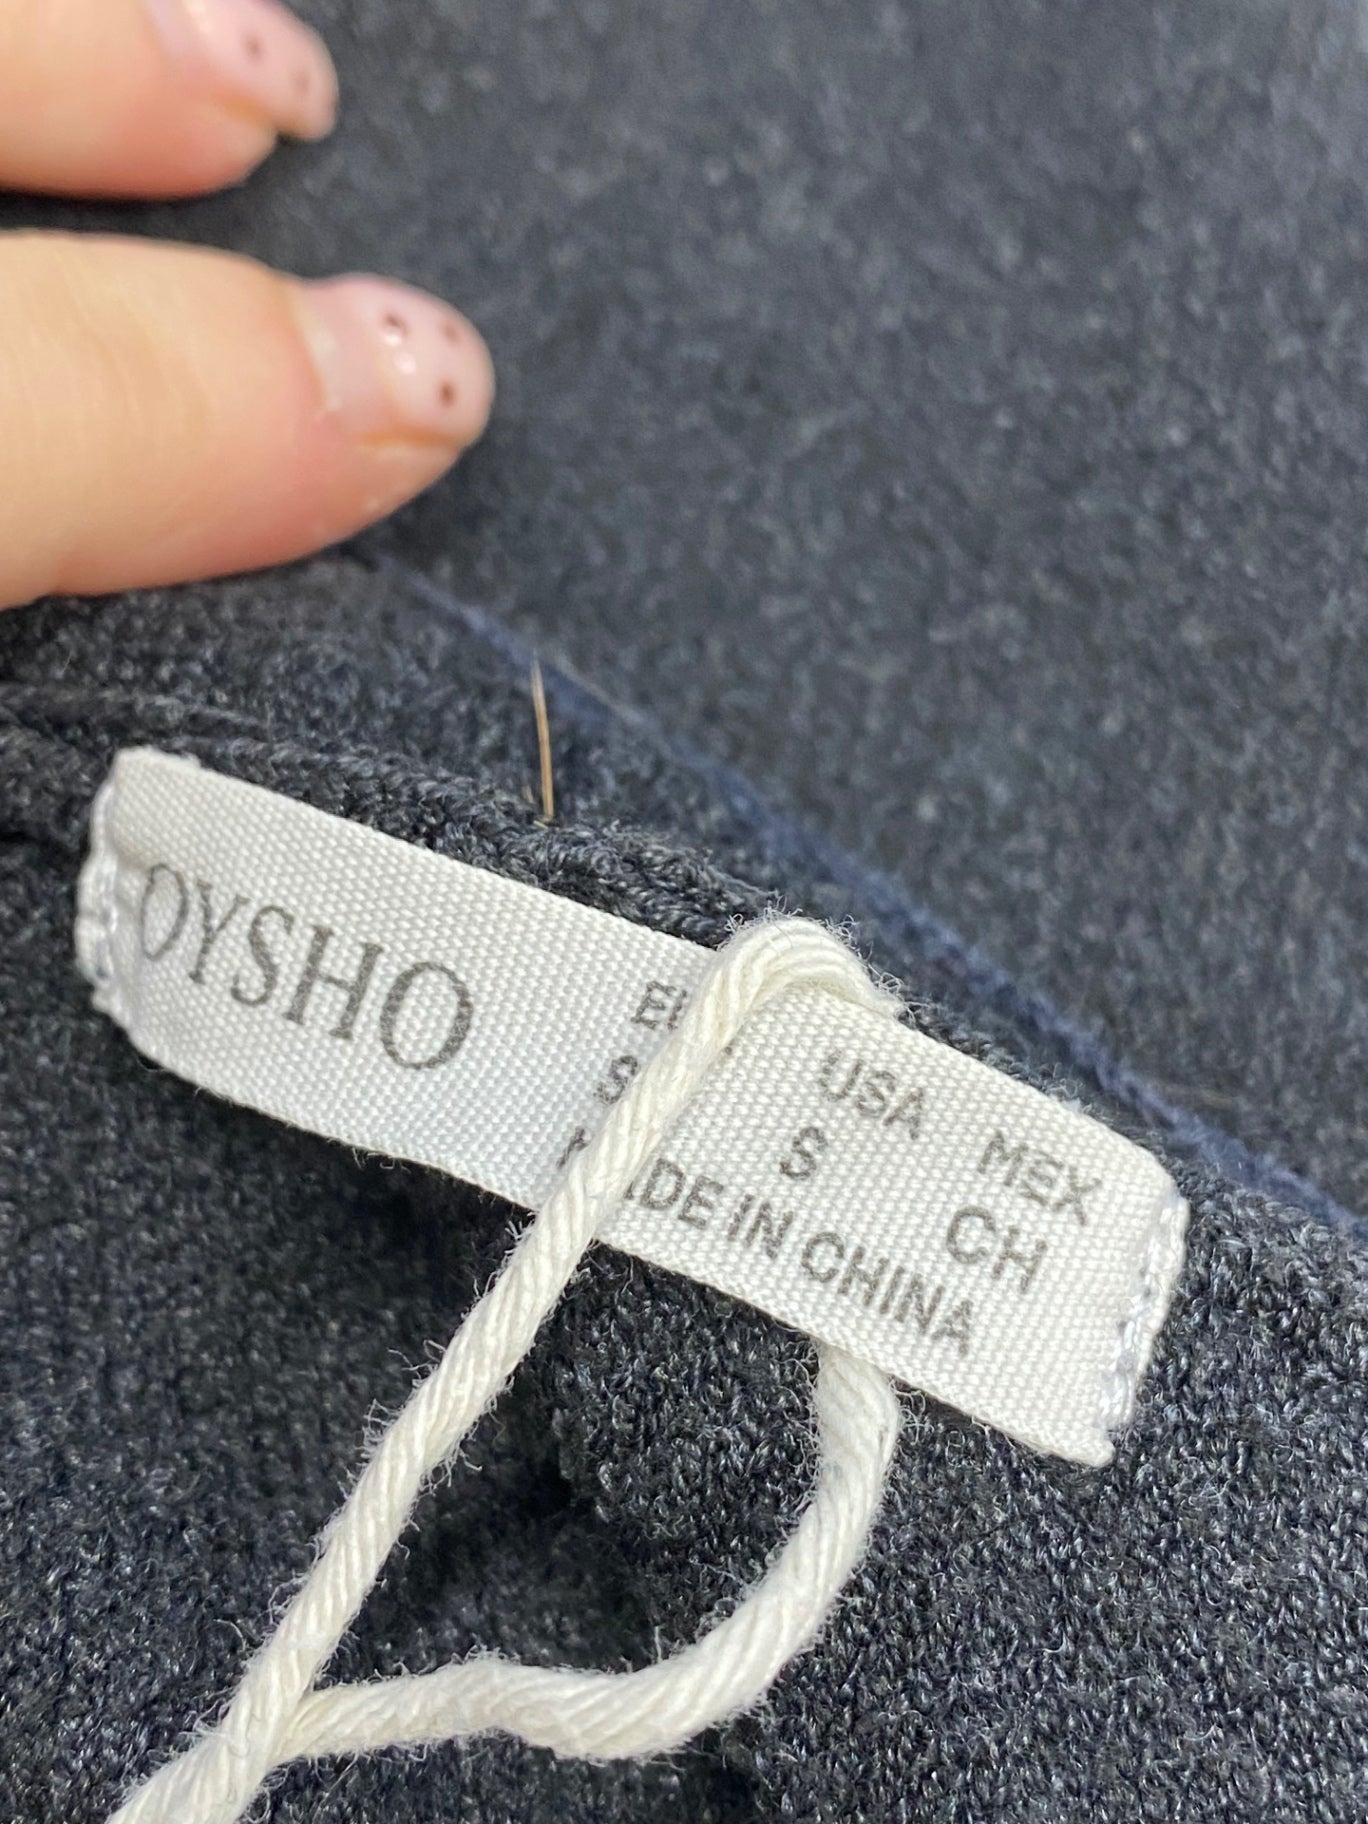 OYSHO
USA MEX
S CH
IN CHINA